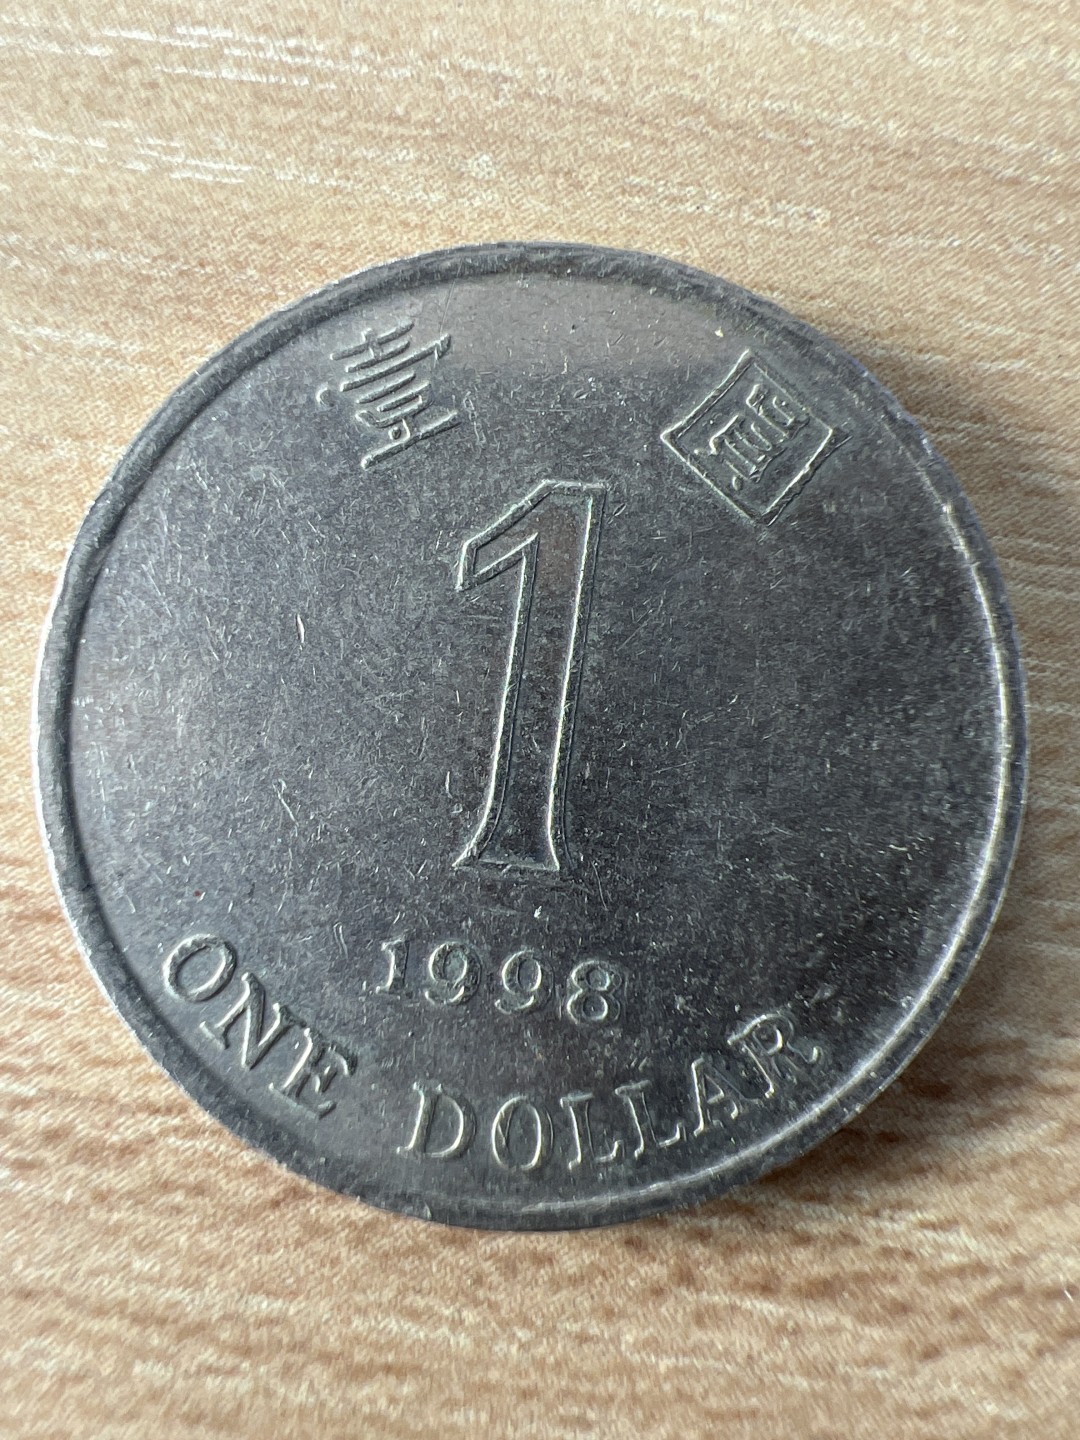 壹 圓
1
1998
ONE DOLLAR